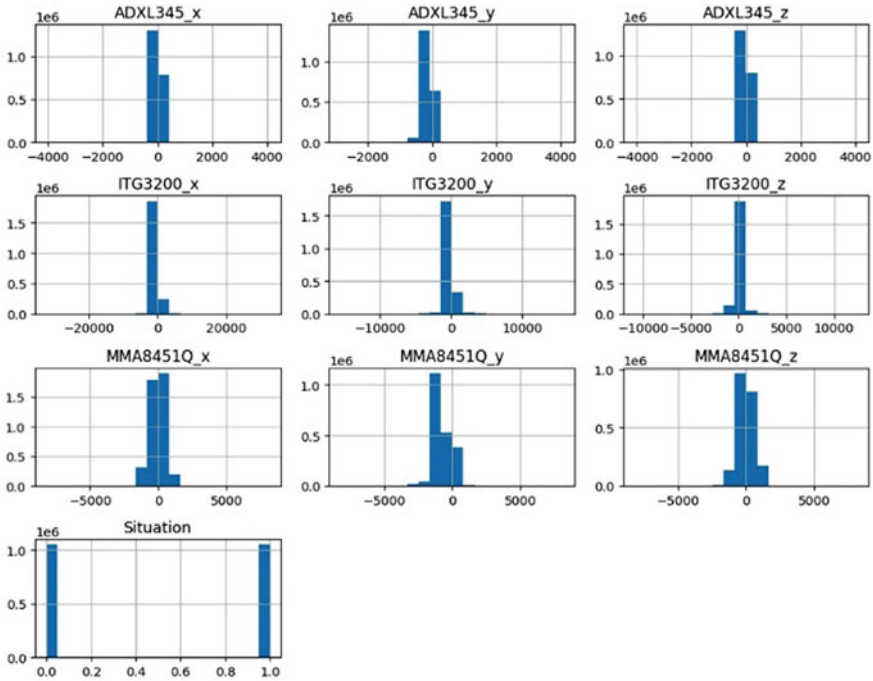 ADXL345_x ADXL345_y ADXL345_z
1e6 1e6 1e6
1.0 1.0 1.0
0.5 0.5 0.5
0.0 0.0 0.0
−4000 −2000 0 2000 4000 −2000 0 2000 4000 −4000 −2000 0 2000 4000
ITG3200_x ITG3200_y ITG3200_z
1e6 1e6 1e6
1.5 1.5 1.5
1.0 1.0 1.0
0.5 0.5 0.5
0.0 0.0 0.0
−20000 0 20000 −10000 0 10000 −10000 −5000 0 5000 10000
MMA8451Q_x MMA8451Q_y MMA8451Q_z
1e6 1e6
1.5 1.0 1.0
1.0 0.5 0.5
0.5
0.0 0.0 0.0
−5000 0 5000 −5000 0 5000 −5000 0 5000
Situation
1e6
1.0
0.5
0.0
0.0 0.2 0.4 0.6 0.8 1.0